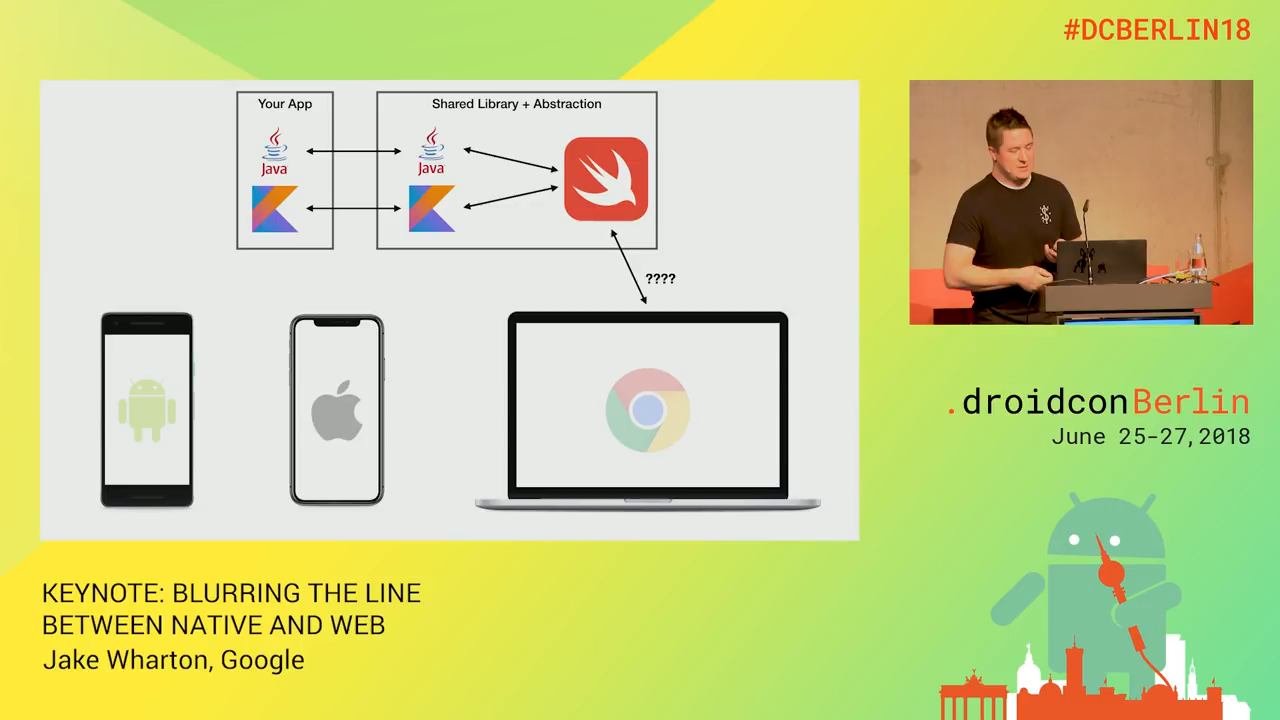 #DCBERLIN18
Your App
Shared Library + Abstraction
Java
Java
????
.droidconBerlin
June 25-27, 2018
KEYNOTE: BLURRING THE LINE
BETWEEN NATIVE AND WEB
Jake Wharton, Google